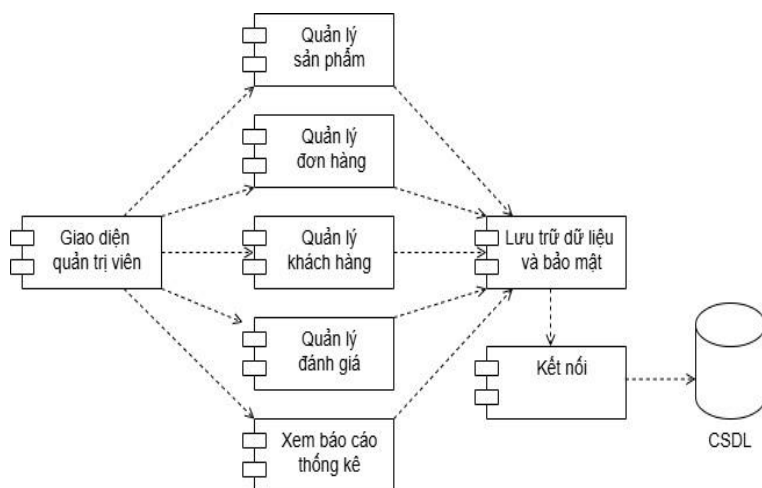 Quản lý
sản phẩm
Quản lý
đơn hàng
Giao diện
quản trị viên
Quản lý
khách hàng
Lưu trữ dữ liệu
và bảo mật
Quản lý
đánh giá
Kết nối
Xem báo cáo
thống kê
CSDL